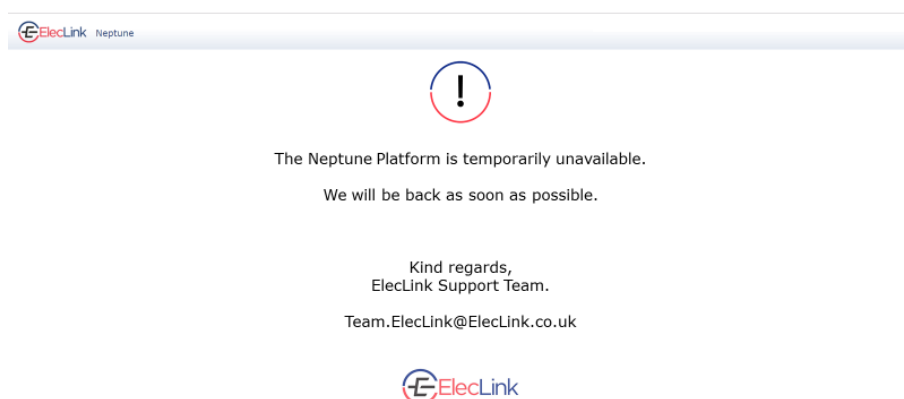 ElecLink Neptune
!
The Neptune Platform is temporarily unavailable.
We will be back as soon as possible.
Kind regards,
ElecLink Support Team.
Team.ElecLink@ElecLink.co.uk
ElecLink